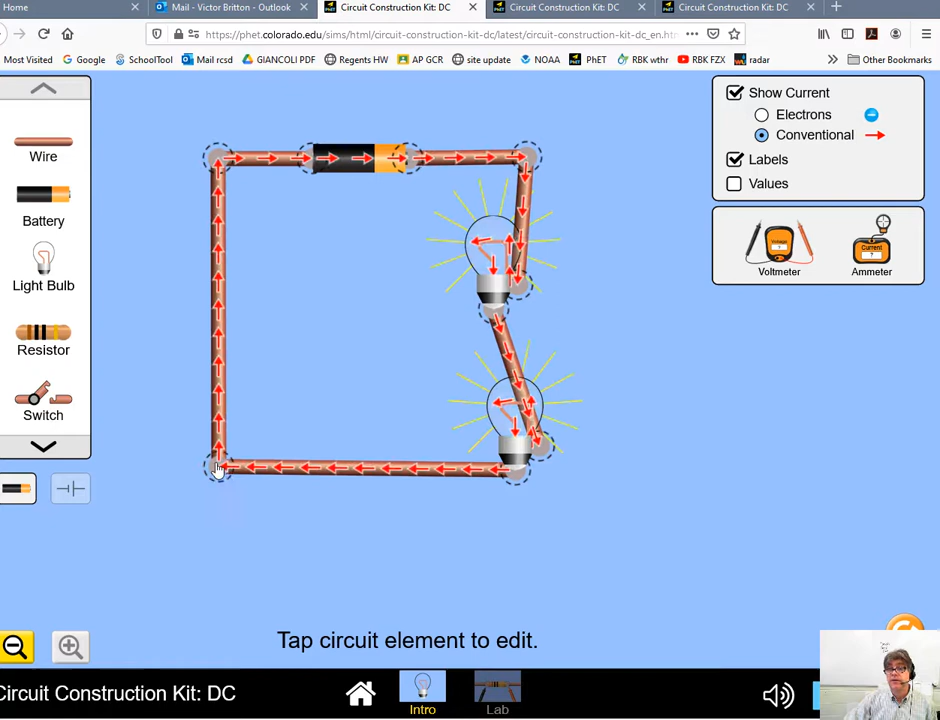 Home
Mail - Victor Britton - Outlook
Circuit Construction Kit: DC
Circuit Construction Kit: DC
Circuit Construction Kit: DC
https://phet.colorado.edu/sims/html/circuit-construction-kit-dc/latest/circuit-construction-kit-dc_en.htm
Most Visited
Google
SchoolTool
Mail rcsd
GIANCOLI PDF
Regents HW
AP GCR
site update
NOAA
PhET
RBK wthr
RBK FZX
radar
Other Bookmarks
Wire
Battery
Light Bulb
Resistor
Switch
Show Current
Electrons
Conventional
Labels
Values
Voltage
?
Voltmeter
Current
?
Ammeter
Tap circuit element to edit.
Circuit Construction Kit: DC
Intro
Lab